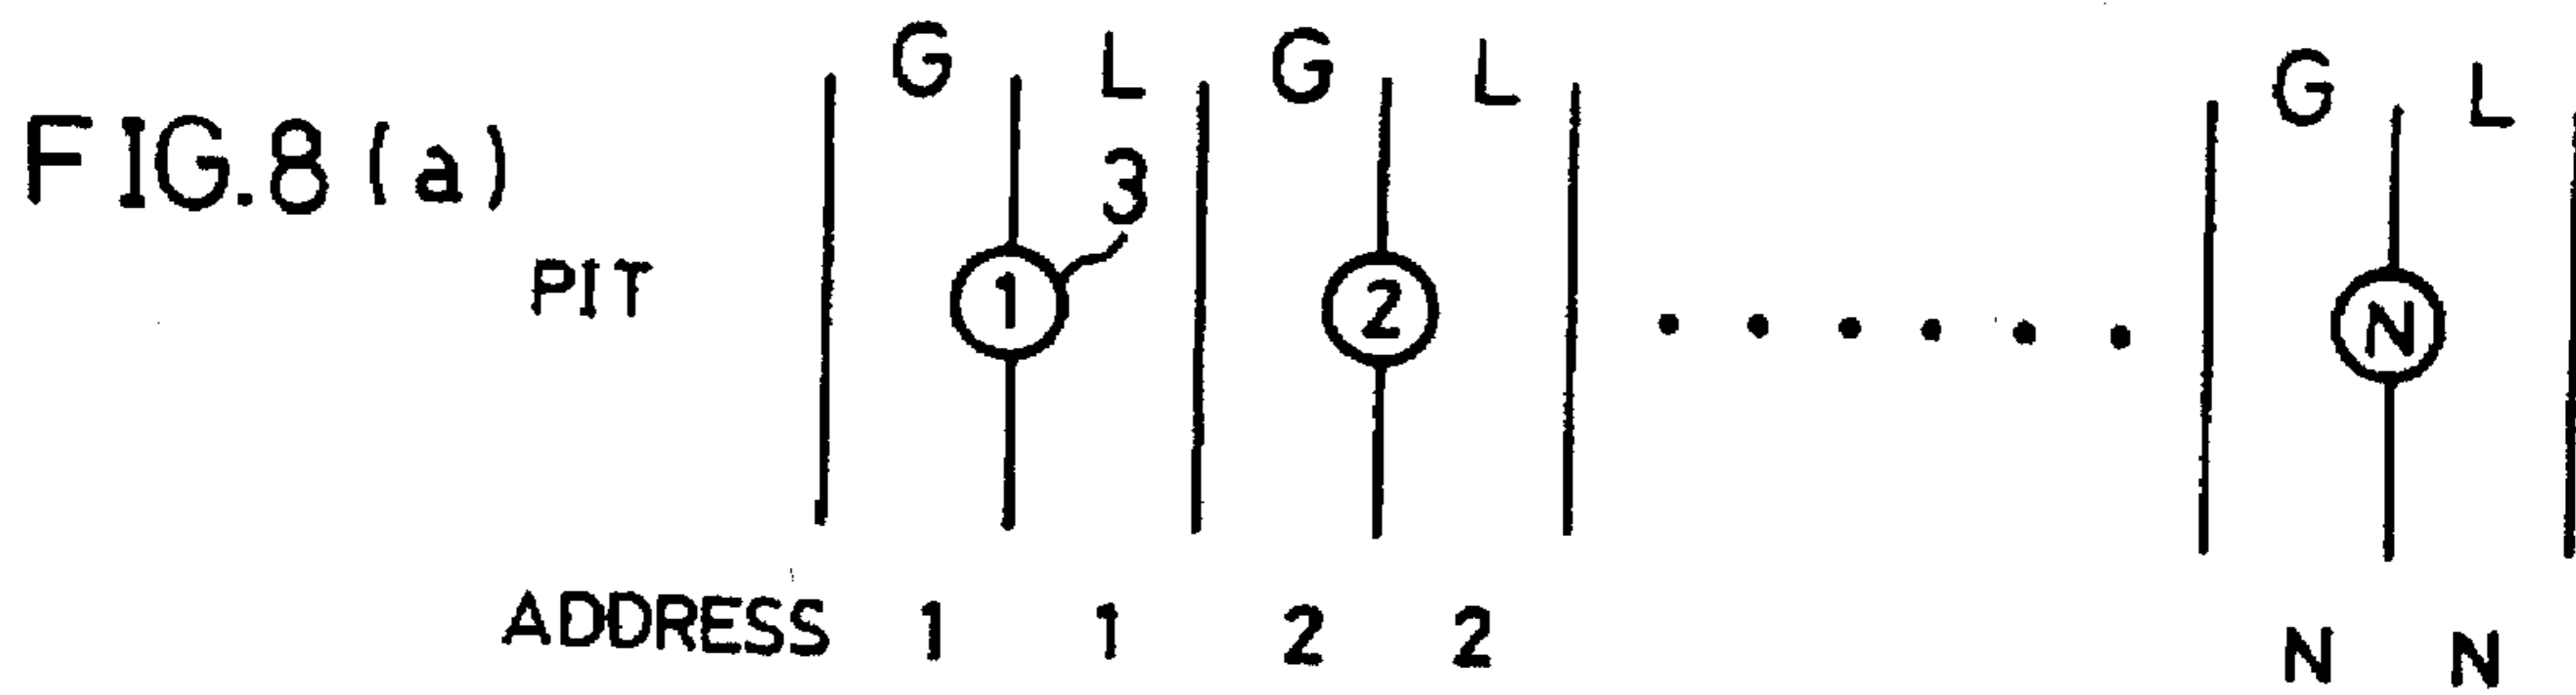 G L G L G L
FIG.8(a)
3
PIT 1 2 ...... N
ADDRESS 1 1 2 2 N N